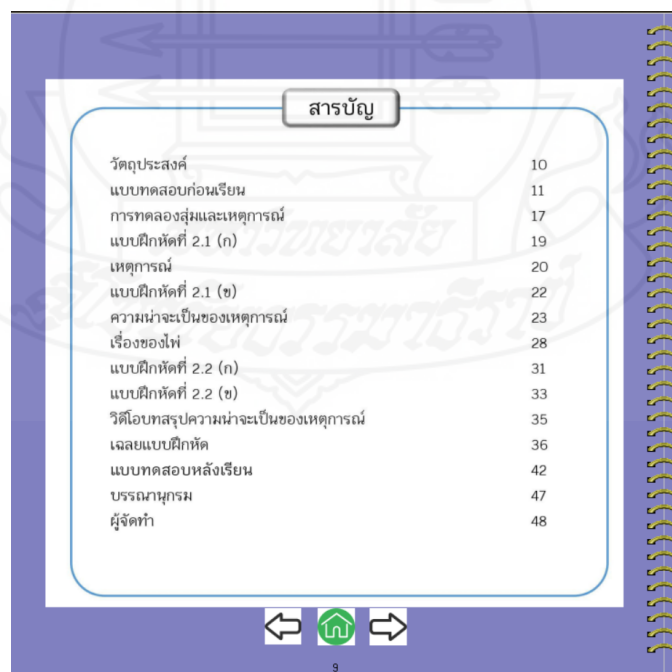 สารบัญ
วัตถุประสงค์ 10
แบบทดสอบก่อนเรียน 11
การทดลองสุ่มและเหตุการณ์ 17
แบบฝึกหัดที่ 2.1 (ก) 19
เหตุการณ์ 20
แบบฝึกหัดที่ 2.1 (ข) 22
ความน่าจะเป็นของเหตุการณ์ 23
เรื่องของไพ่ 28
แบบฝึกหัดที่ 2.2 (ก) 31
แบบฝึกหัดที่ 2.2 (ข) 33
วิดีโอบทสรุปความน่าจะเป็นของเหตุการณ์ 35
เฉลยแบบฝึกหัด 36
แบบทดสอบหลังเรียน 42
บรรณานุกรม 47
ผู้จัดทำ 48
9